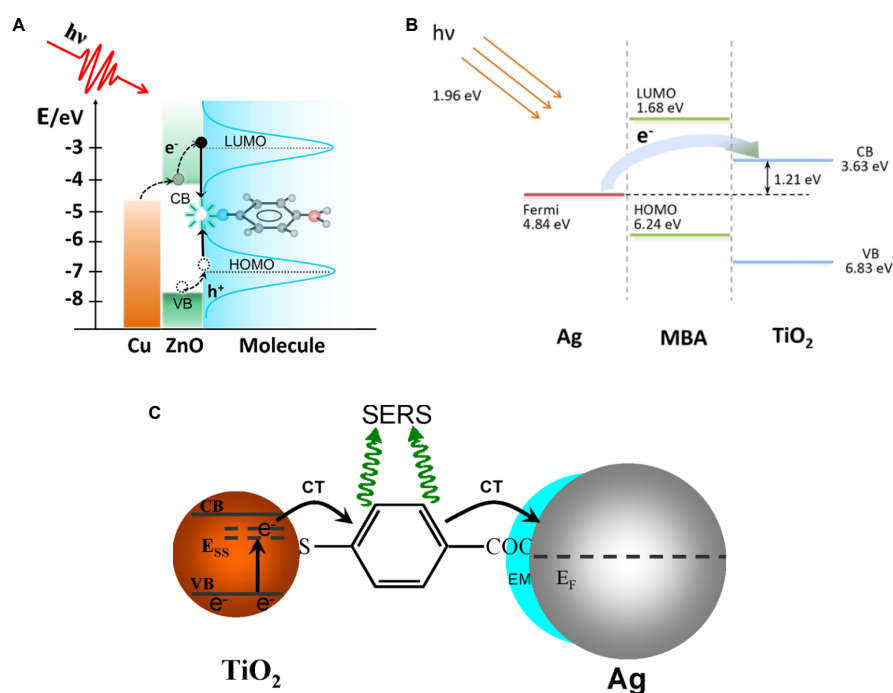 A
hν
E/eV
-3
-4
-5
-6
-7
-8
e⁻
LUMO
CB
HOMO
h⁺
VB
Cu ZnO Molecule
B
hν
1.96 eV
LUMO
1.68 eV
e⁻
CB
3.63 eV
1.21 eV
Fermi
4.84 eV
HOMO
6.24 eV
VB
6.83 eV
Ag MBA TiO₂
C
SERS
CT CT
CB
e⁻
E_SS
S
COO
VB
e⁻ e⁻
EM
E_F
TiO₂
Ag